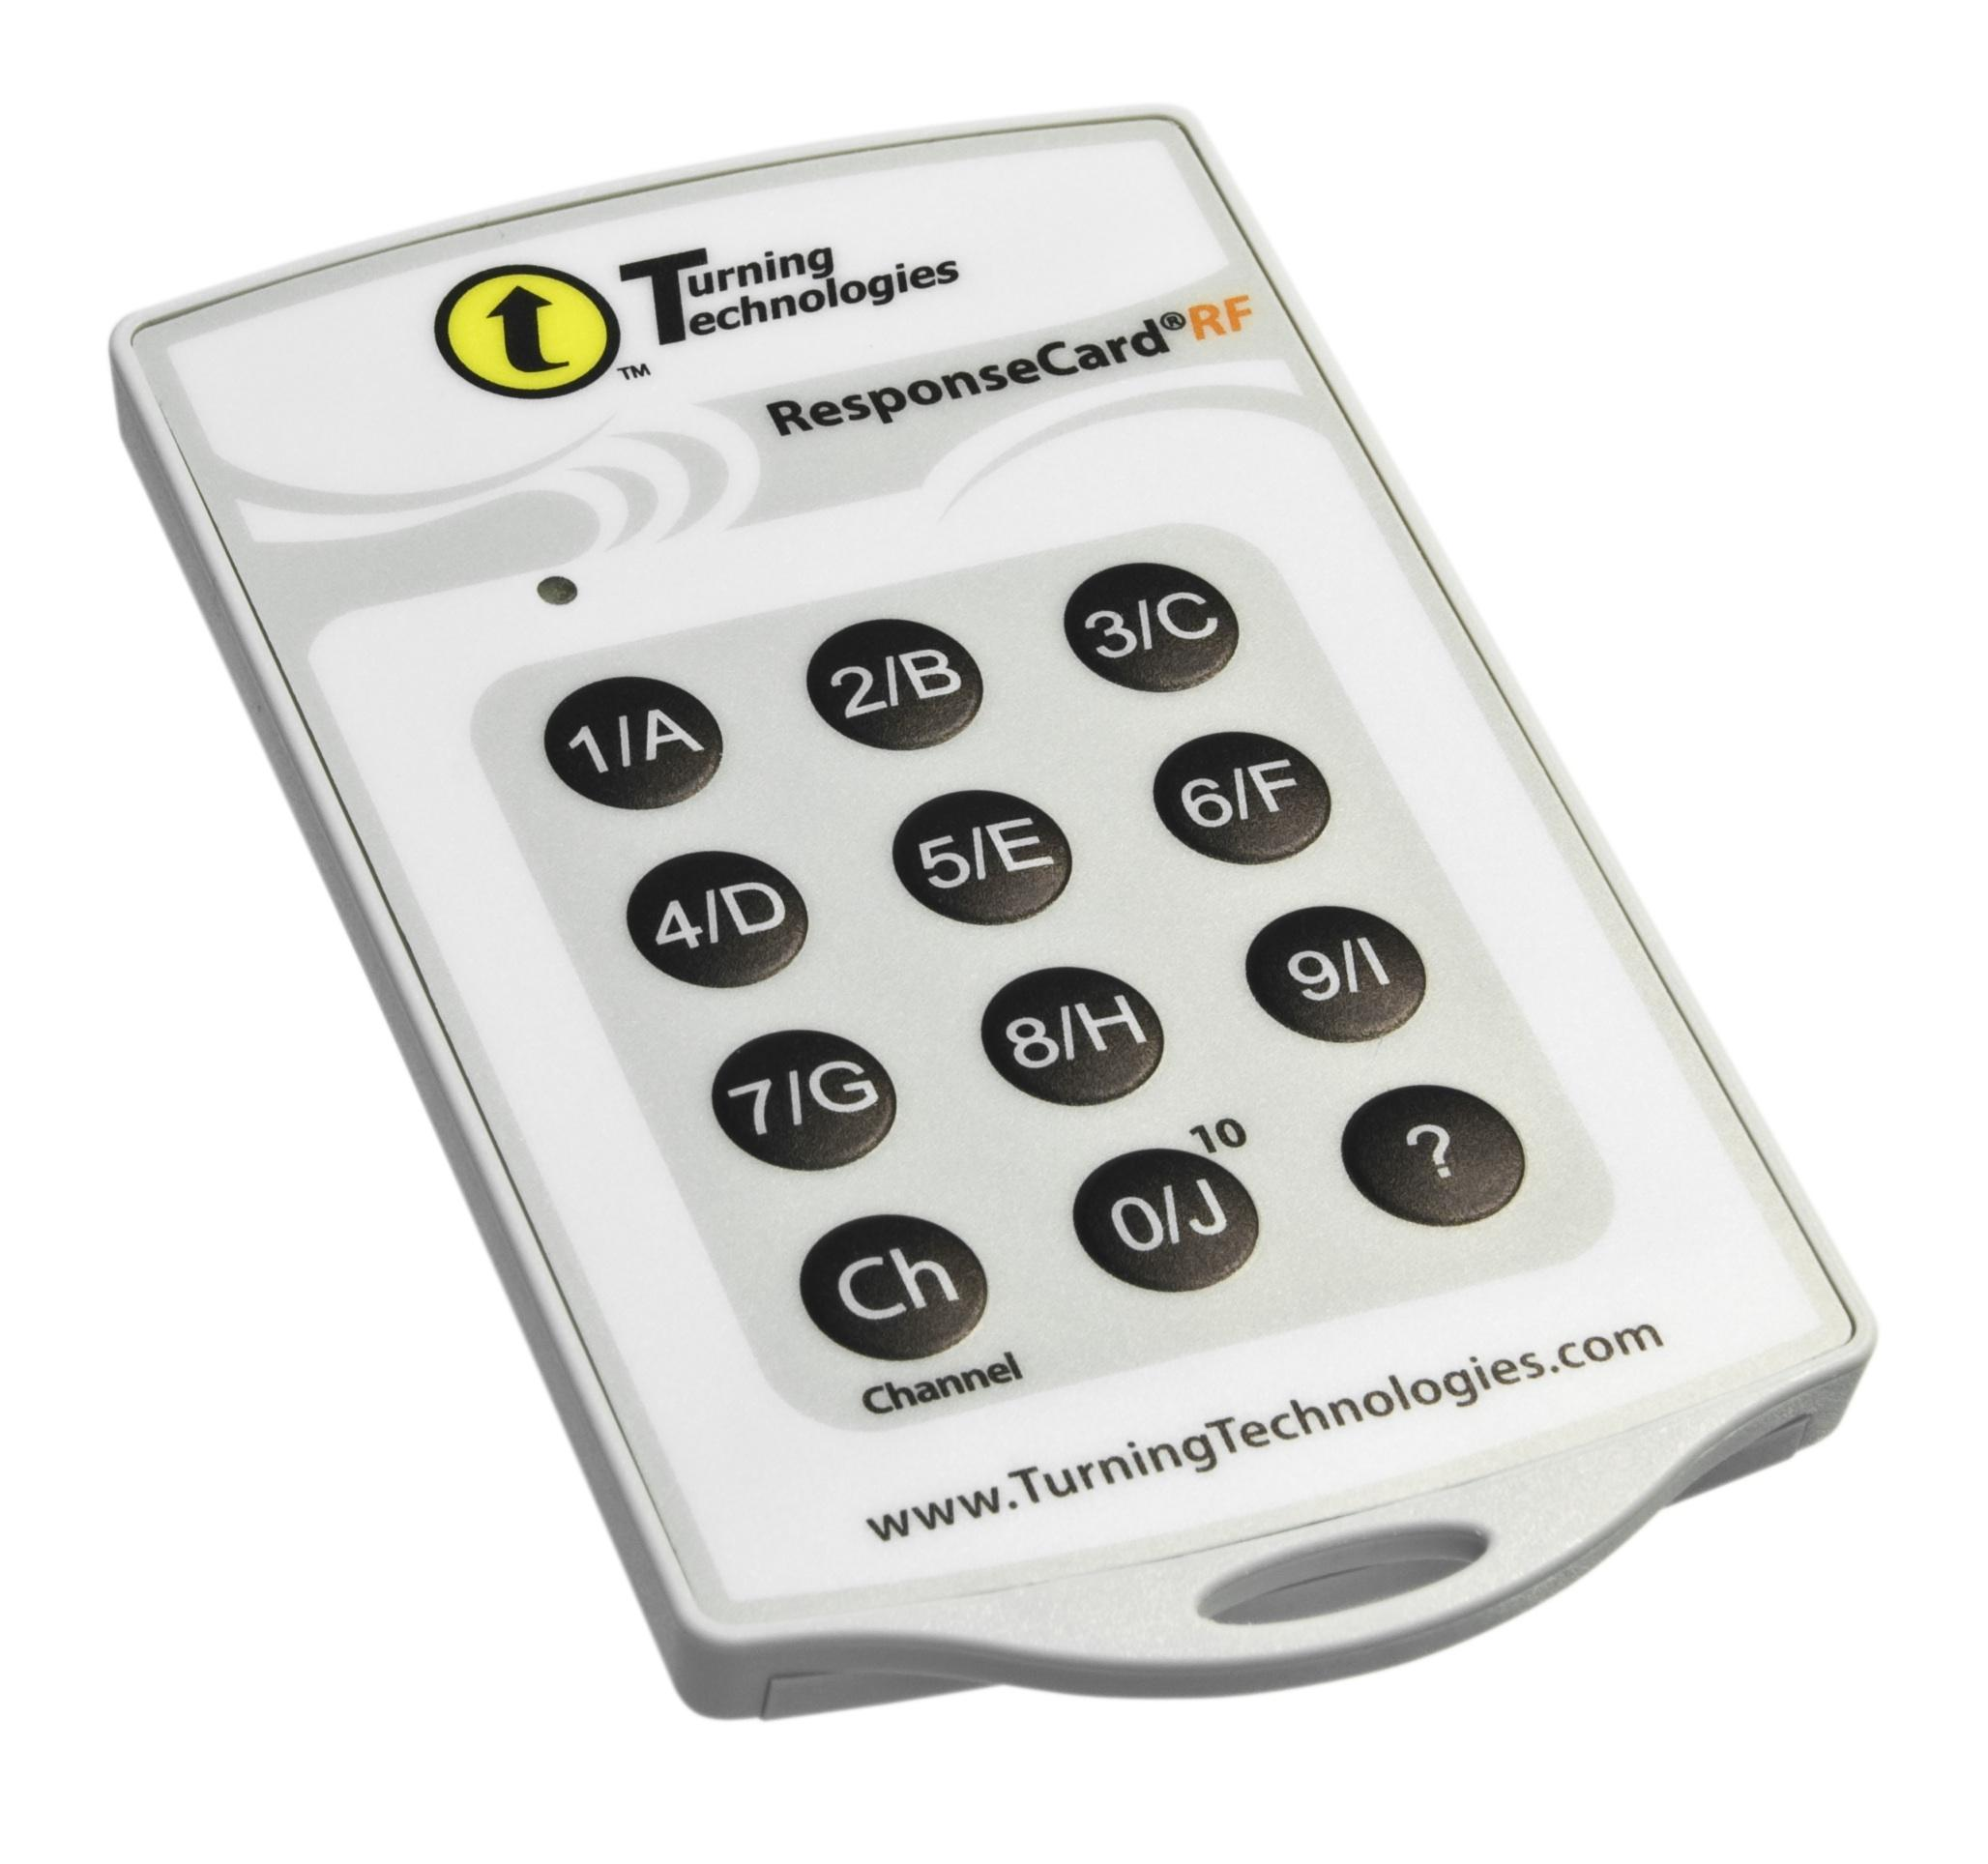 t
Turning
Technologies
TM
ResponseCard®RF
1/A 2/B 3/C
4/D 5/E 6/F
7/G 8/H 9/I
10
Ch 0/J ?
Channel
www.TurningTechnologies.com